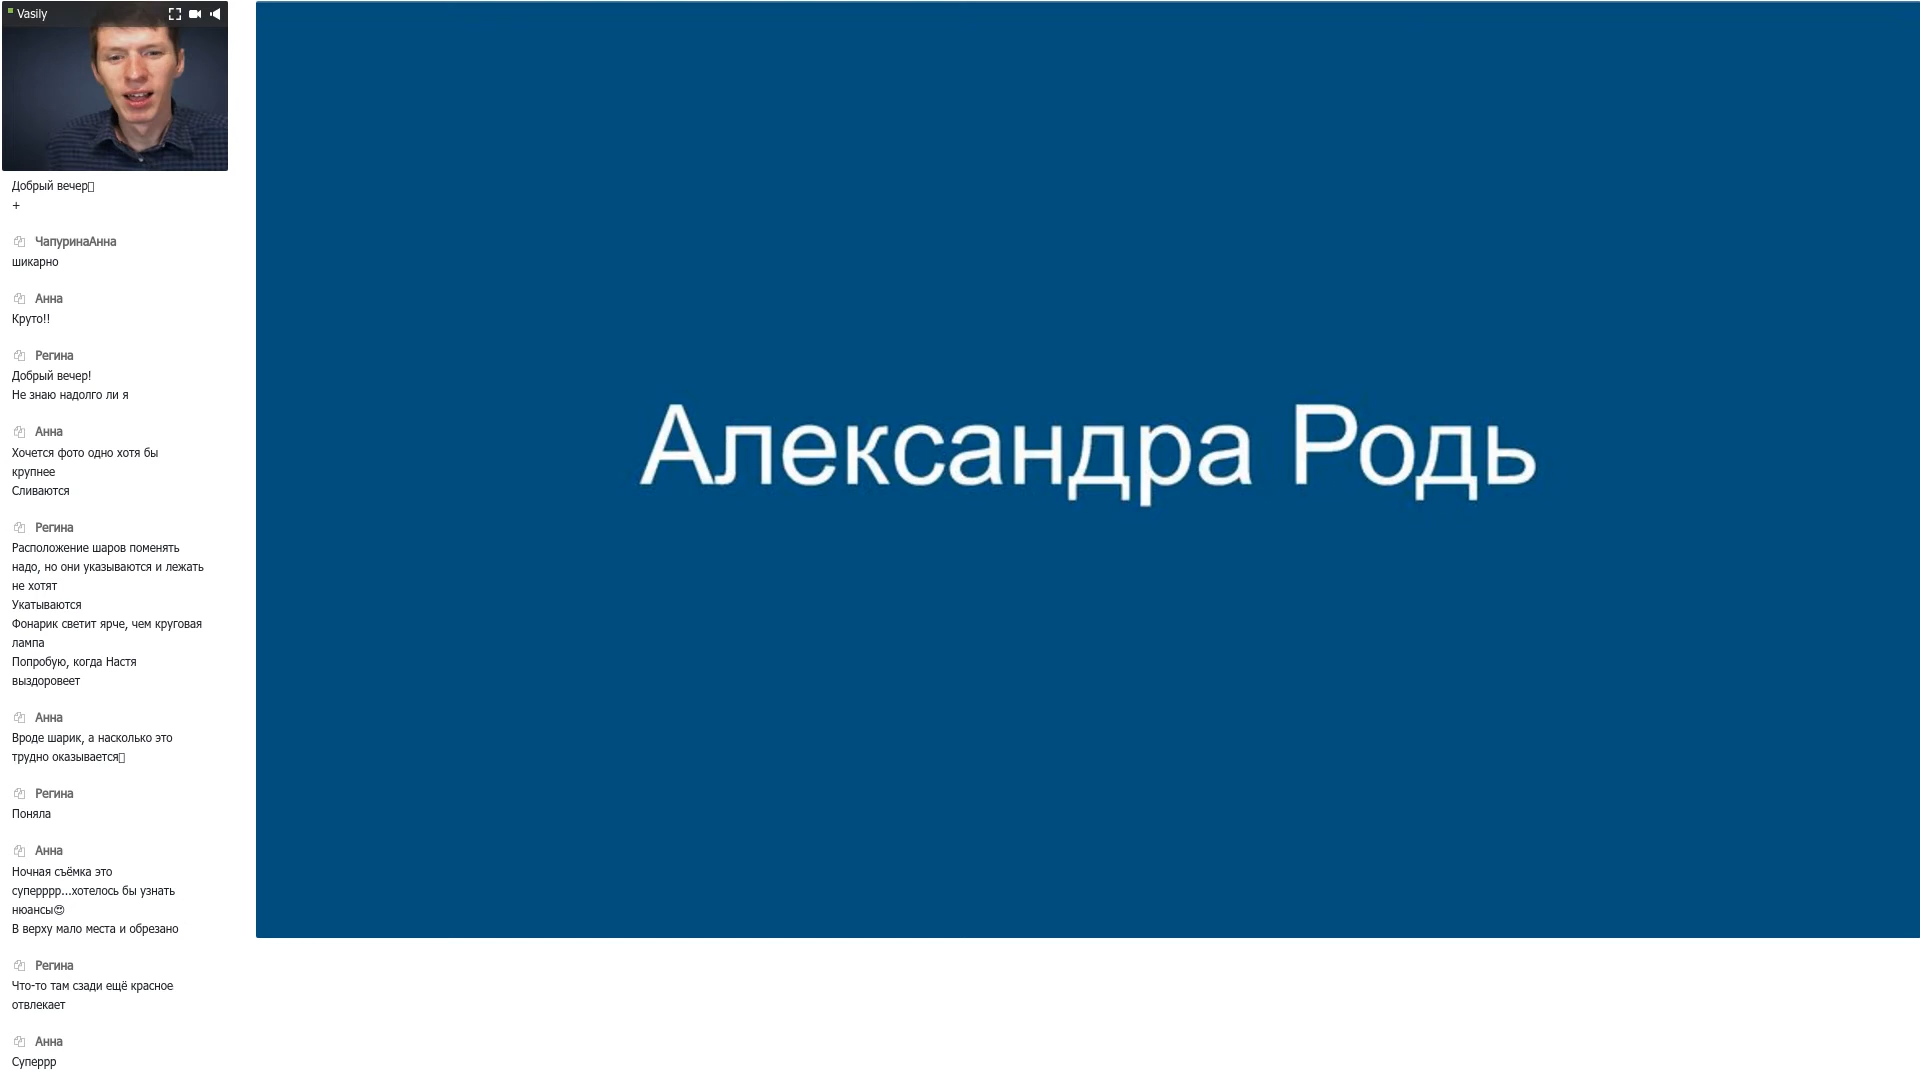 Vasily
Добрый вечер
+
ЧапуринаАнна
шикарно
Анна
Круто!!
Регина
Добрый вечер!
Не знаю надолго ли я
Анна
Хочется фото одно хотя бы
крупнее
Сливаются
Регина
Расположение шаров поменять
надо, но они указываются и лежать
не хотят
Укатываются
Фонарик светит ярче, чем круговая
лампа
Попробую, когда Настя
выздоровеет
Анна
Вроде шарик, а насколько это
трудно оказывается
Регина
Поняла
Анна
Ночная съёмка это
суперррр...хотелось бы узнать
нюансы😍
В верху мало места и обрезано
Регина
Что-то там сзади ещё красное
отвлекает
Анна
Суперрр
Александра Родь